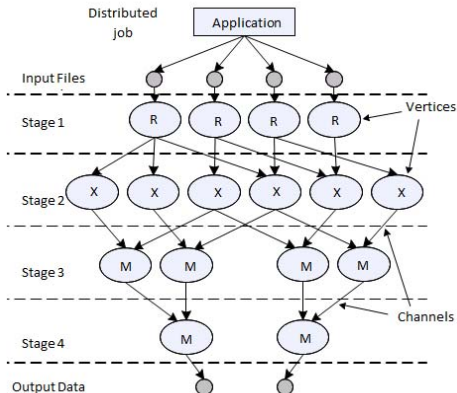 Distributed
job
Application
Input Files
Stage 1
R
R
R
R
Vertices
Stage 2
X
X
X
X
X
X
Stage 3
M
M
M
M
Channels
Stage 4
M
M
Output Data